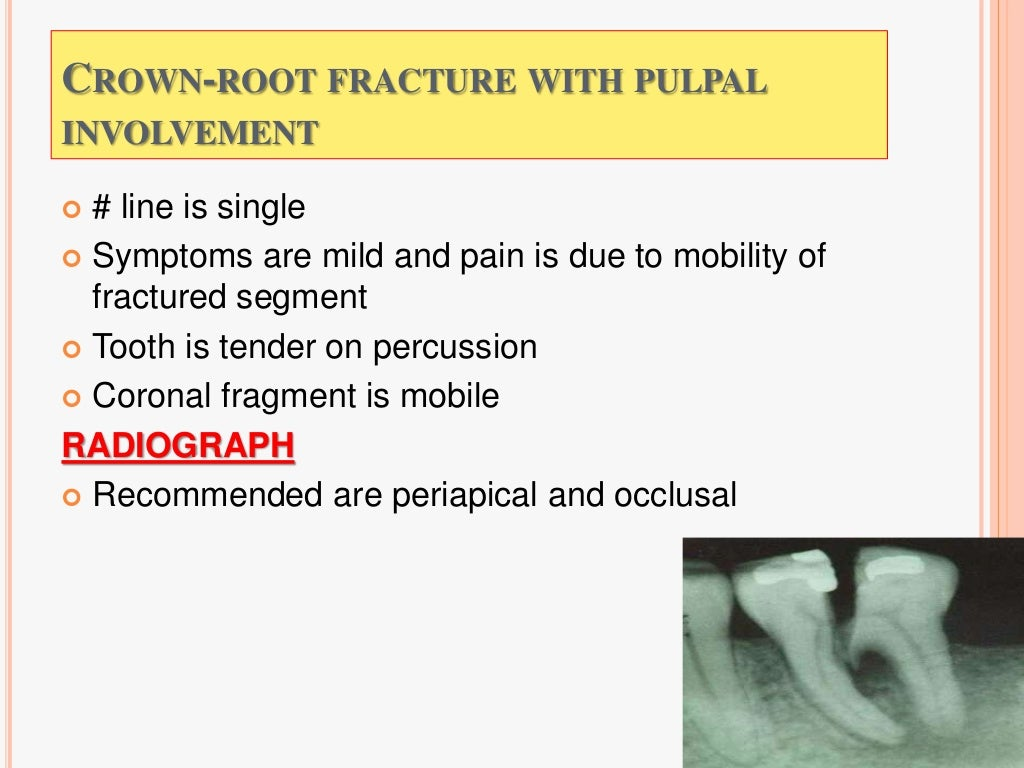 CROWN-ROOT FRACTURE WITH PULPAL
INVOLVEMENT
# line is single
Symptoms are mild and pain is due to mobility of
fractured segment
Tooth is tender on percussion
Coronal fragment is mobile
RADIOGRAPH
Recommended are periapical and occlusal